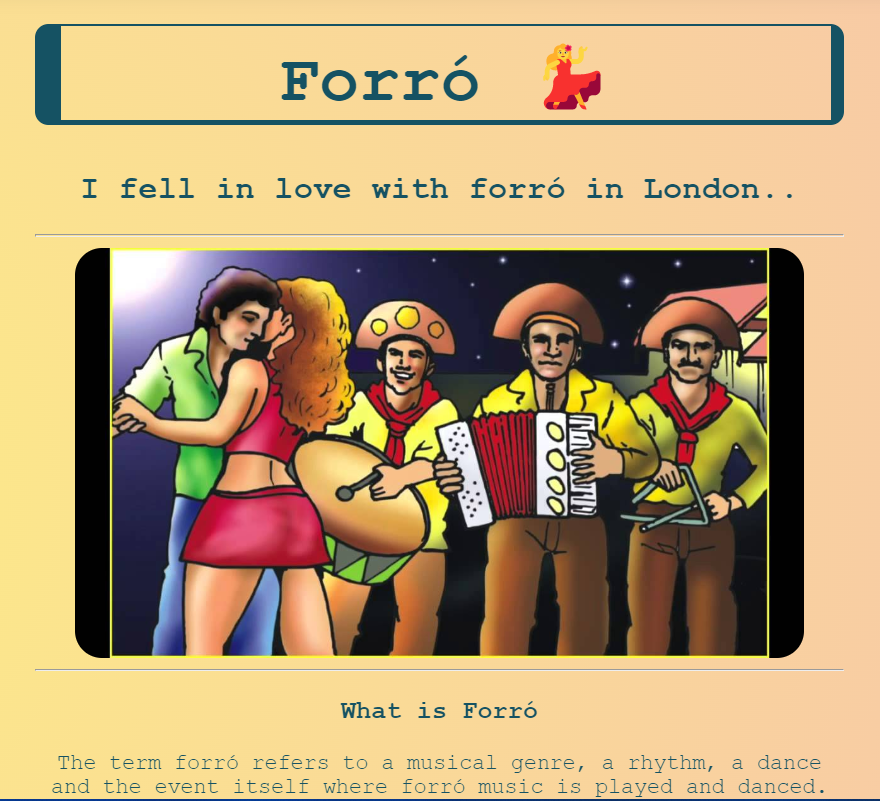 Forró 💃
I fell in love with forró in London..
What is Forró
The term forró refers to a musical genre, a rhythm, a dance
and the event itself where forró music is played and danced.